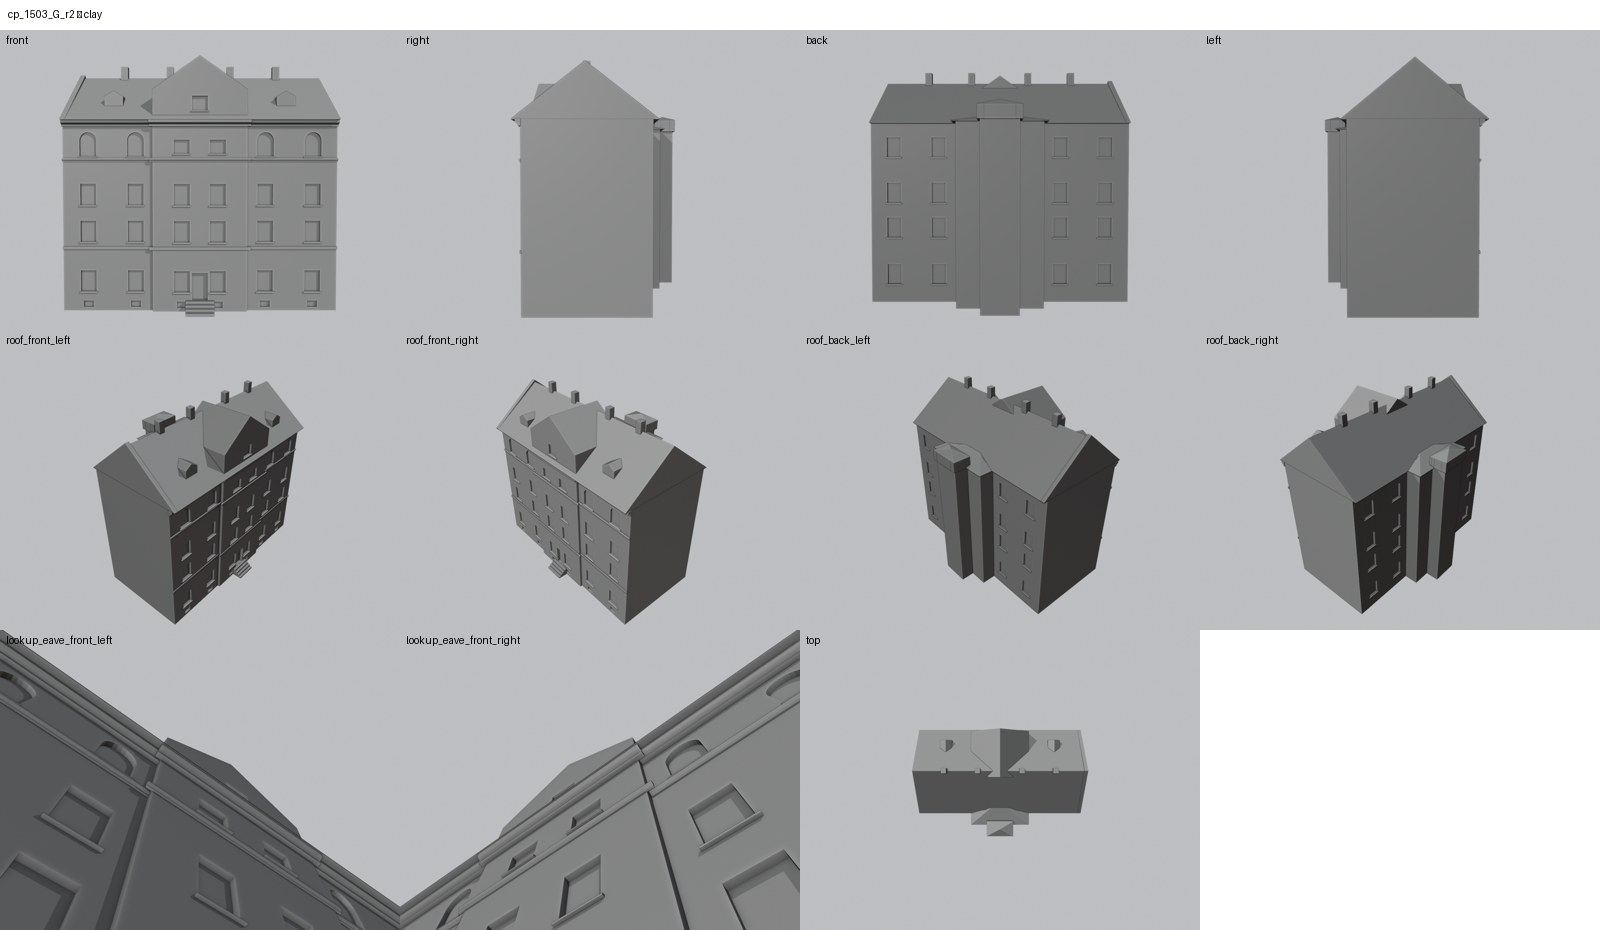 cp_1503_G_r2 clay
front
right
back
left
roof_front_left
roof_front_right
roof_back_left
roof_back_right
lookup_eave_front_left
lookup_eave_front_right
top